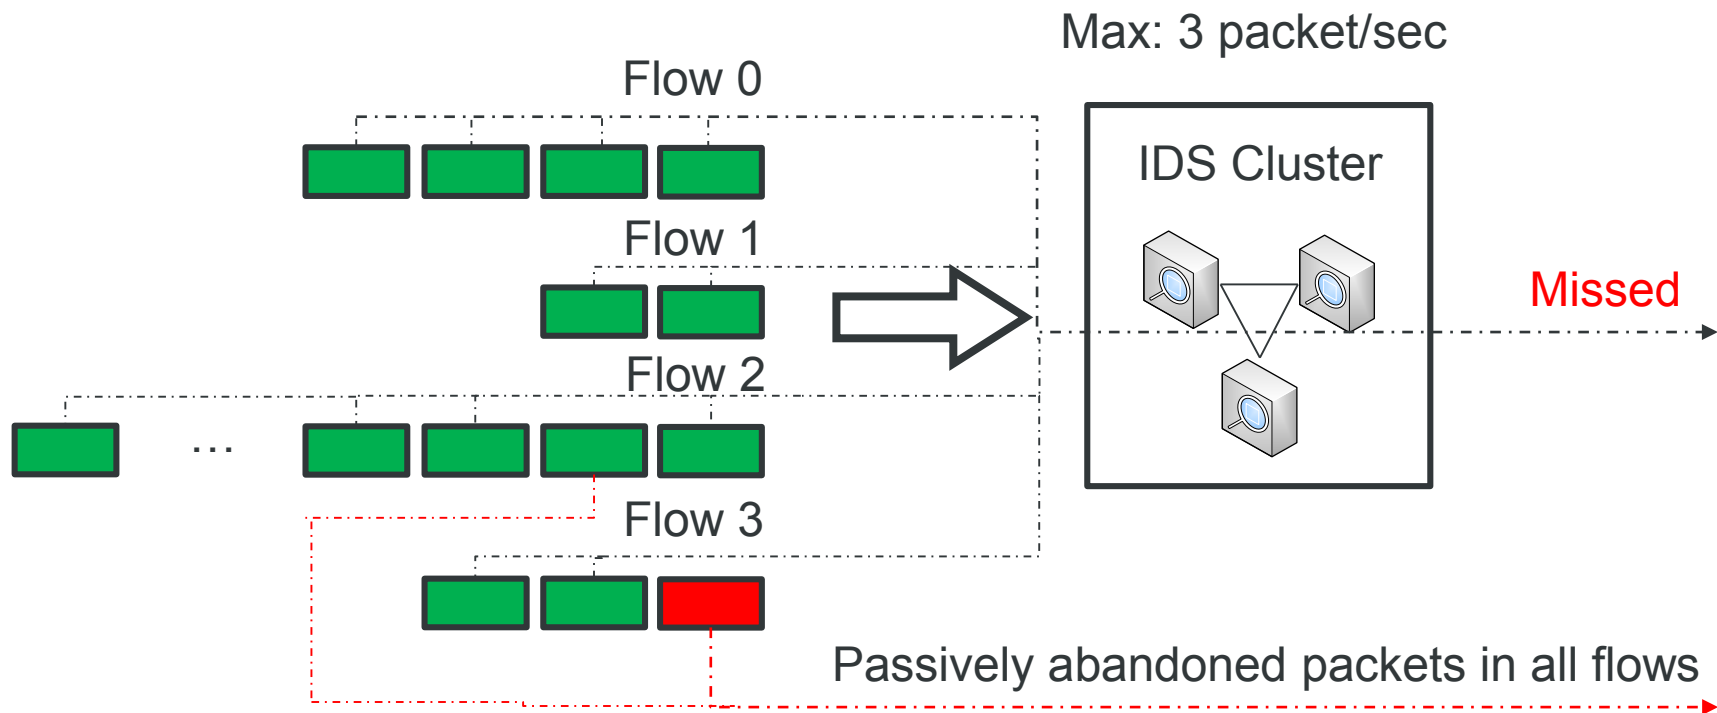 Max: 3 packet/sec
Flow 0
IDS Cluster
Flow 1
Missed
Flow 2
...
Flow 3
Passively abandoned packets in all flows